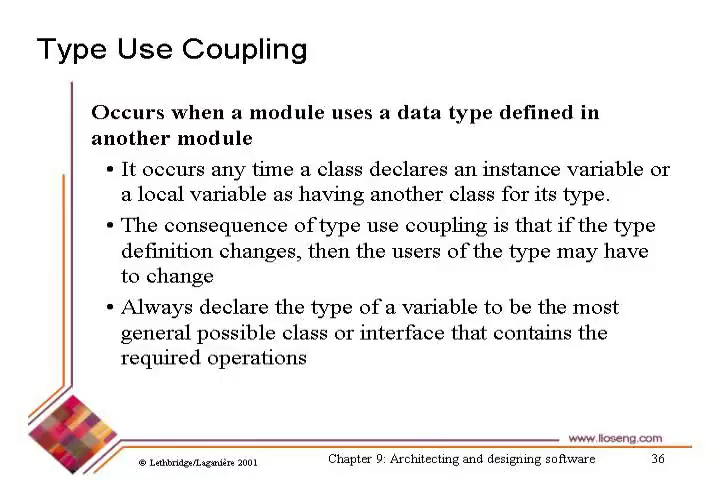 Type Use Coupling
Occurs when a module uses a data type defined in
another module
• It occurs any time a class declares an instance variable or
a local variable as having another class for its type.
• The consequence of type use coupling is that if the type
definition changes, then the users of the type may have
to change
• Always declare the type of a variable to be the most
general possible class or interface that contains the
required operations
www.lloseng.com
© Lethbridge/Laganière 2001
Chapter 9: Architecting and designing software
36